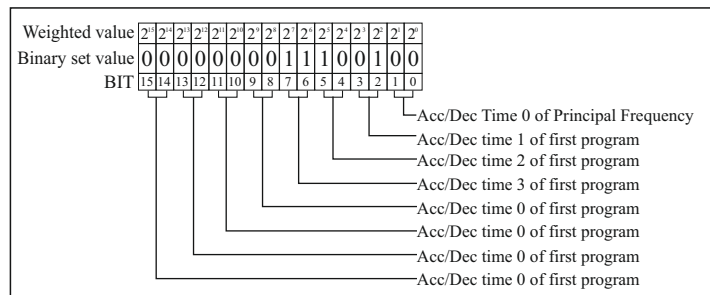 Weighted value 2¹⁵ 2¹⁴ 2¹³ 2¹² 2¹¹ 2¹⁰ 2⁹ 2⁸ 2⁷ 2⁶ 2⁵ 2⁴ 2³ 2² 2¹ 2⁰
Binary set value 0 0 0 0 0 0 0 0 1 1 1 0 0 1 0 0
BIT 15 14 13 12 11 10 9 8 7 6 5 4 3 2 1 0
Acc/Dec Time 0 of Principal Frequency
Acc/Dec time 1 of first program
Acc/Dec time 2 of first program
Acc/Dec time 3 of first program
Acc/Dec time 0 of first program
Acc/Dec time 0 of first program
Acc/Dec time 0 of first program
Acc/Dec time 0 of first program